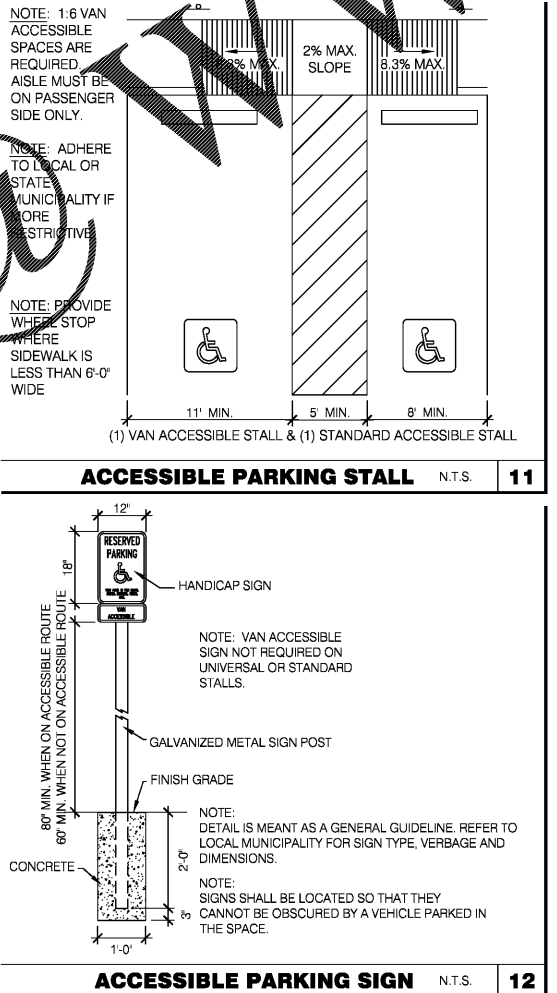 NOTE: 1:6 VAN
ACCESSIBLE
SPACES ARE
REQUIRED.
AISLE MUST BE
ON PASSENGER
SIDE ONLY.
MAX.
2% MAX.
SLOPE
8.3% MAX.
NOTE: ADHERE
TO LOCAL OR
STATE
MUNICIPALITY IF
MORE
RESTRICTIVE
NOTE: PROVIDE
WHEEL STOP
WHERE
SIDEWALK IS
LESS THAN 6'-0"
WIDE
11' MIN.
5' MIN.
8' MIN.
(1) VAN ACCESSIBLE STALL & (1) STANDARD ACCESSIBLE STALL
ACCESSIBLE PARKING STALL N.T.S. 11
12"
18"
RESERVED
PARKING
VAN
ACCESSIBLE
HANDICAP SIGN
80" MIN. WHEN ON ACCESSIBLE ROUTE
60" MIN. WHEN NOT ON ACCESSIBLE ROUTE
NOTE: VAN ACCESSIBLE
SIGN NOT REQUIRED ON
UNIVERSAL OR STANDARD
STALLS.
GALVANIZED METAL SIGN POST
FINISH GRADE
CONCRETE
2'-0"
3"
1'-0"
NOTE:
DETAIL IS MEANT AS A GENERAL GUIDELINE. REFER TO
LOCAL MUNICIPALITY FOR SIGN TYPE, VERBAGE AND
DIMENSIONS.
NOTE:
SIGNS SHALL BE LOCATED SO THAT THEY
CANNOT BE OBSCURED BY A VEHICLE PARKED IN
THE SPACE.
ACCESSIBLE PARKING SIGN N.T.S. 12